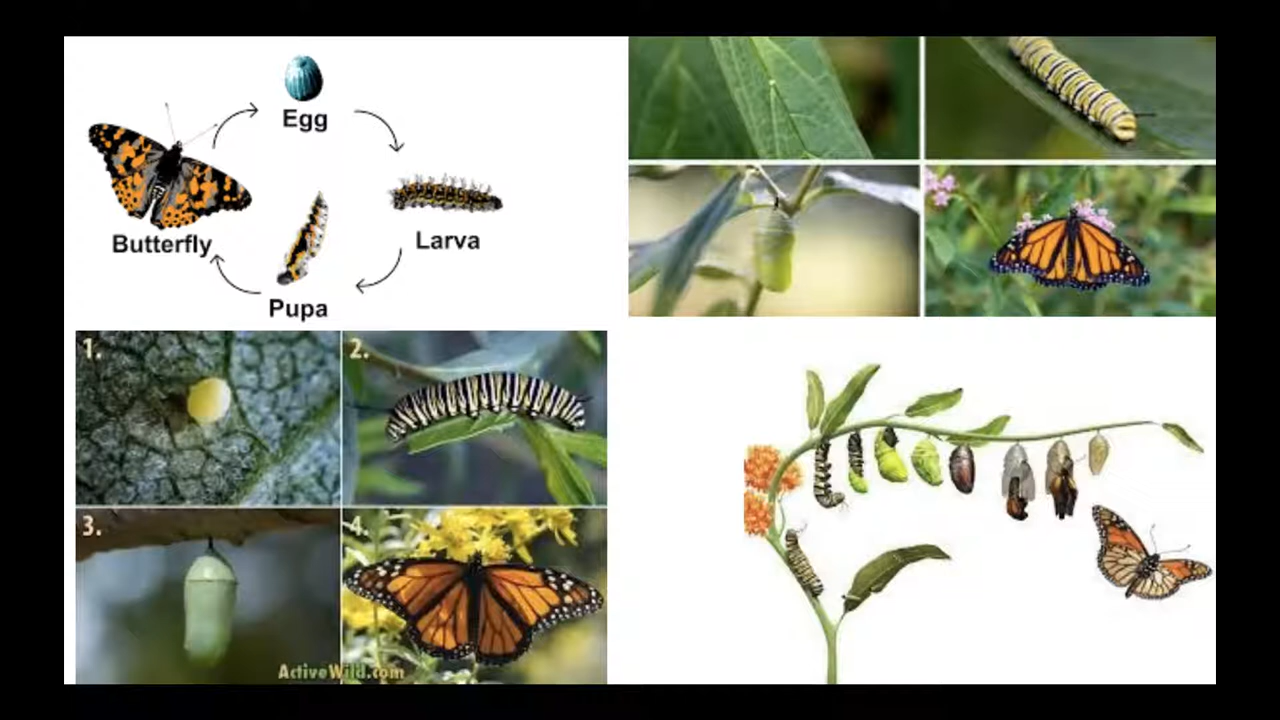 Egg
Butterfly
Larva
Pupa
1.
2.
3.
4.
ActiveWild.com